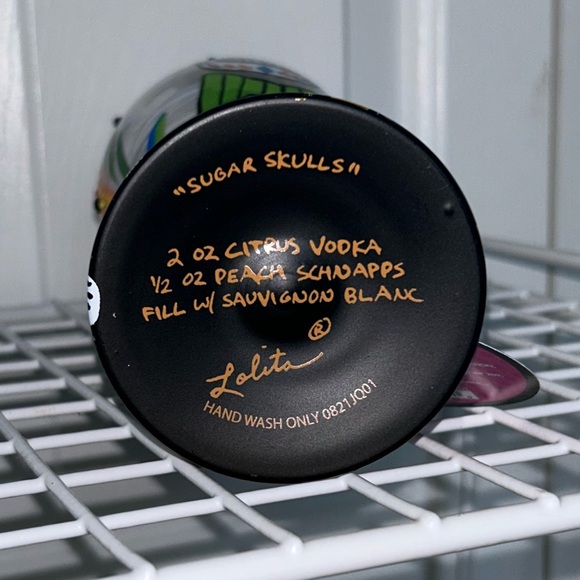 "SUGAR SKULLS"
2 OZ CITRUS VODKA
1/2 OZ PEACH SCHNAPPS
FILL W/ SAUVIGNON BLANC
®
Lolita
HAND WASH ONLY 0821JQ01